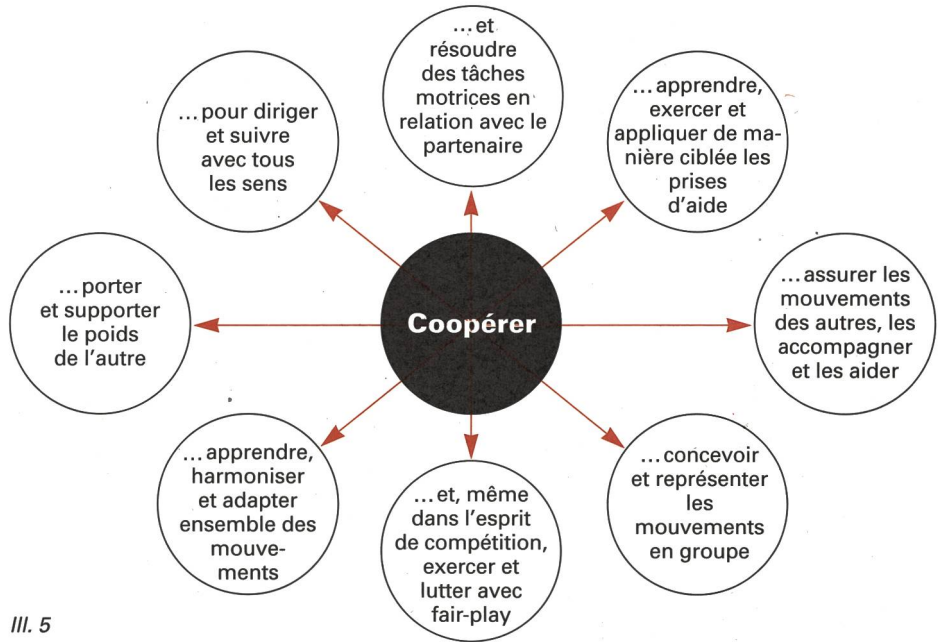 …et
résoudre
des tâches
motrices en
relation avec le
partenaire
…pour diriger
et suivre
avec tous
les sens
…apprendre,
exercer et
appliquer de ma-
nière ciblée les
prises
d'aide
…porter
et supporter
le poids
de l'autre
Coopérer
…assurer les
mouvements
des autres, les
accompagner
et les aider
…apprendre,
harmoniser
et adapter
ensemble des
mouve-
ments
…et, même
dans l'esprit
de compétition,
exercer et
lutter avec
fair-play
…concevoir
et représenter
les
mouvements
en groupe
Ill. 5